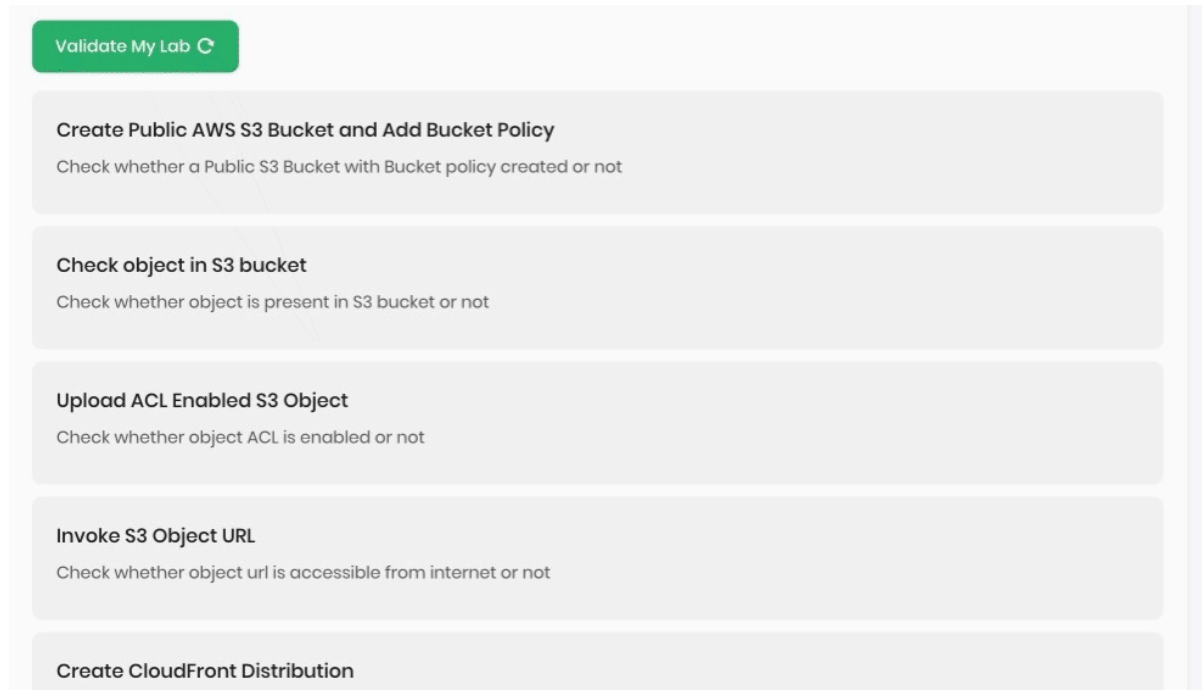 Validate My Lab
Create Public AWS S3 Bucket and Add Bucket Policy
Check whether a Public S3 Bucket with Bucket policy created or not
Check object in S3 bucket
Check whether object is present in S3 bucket or not
Upload ACL Enabled S3 Object
Check whether object ACL is enabled or not
Invoke S3 Object URL
Check whether object url is accessible from internet or not
Create CloudFront Distribution